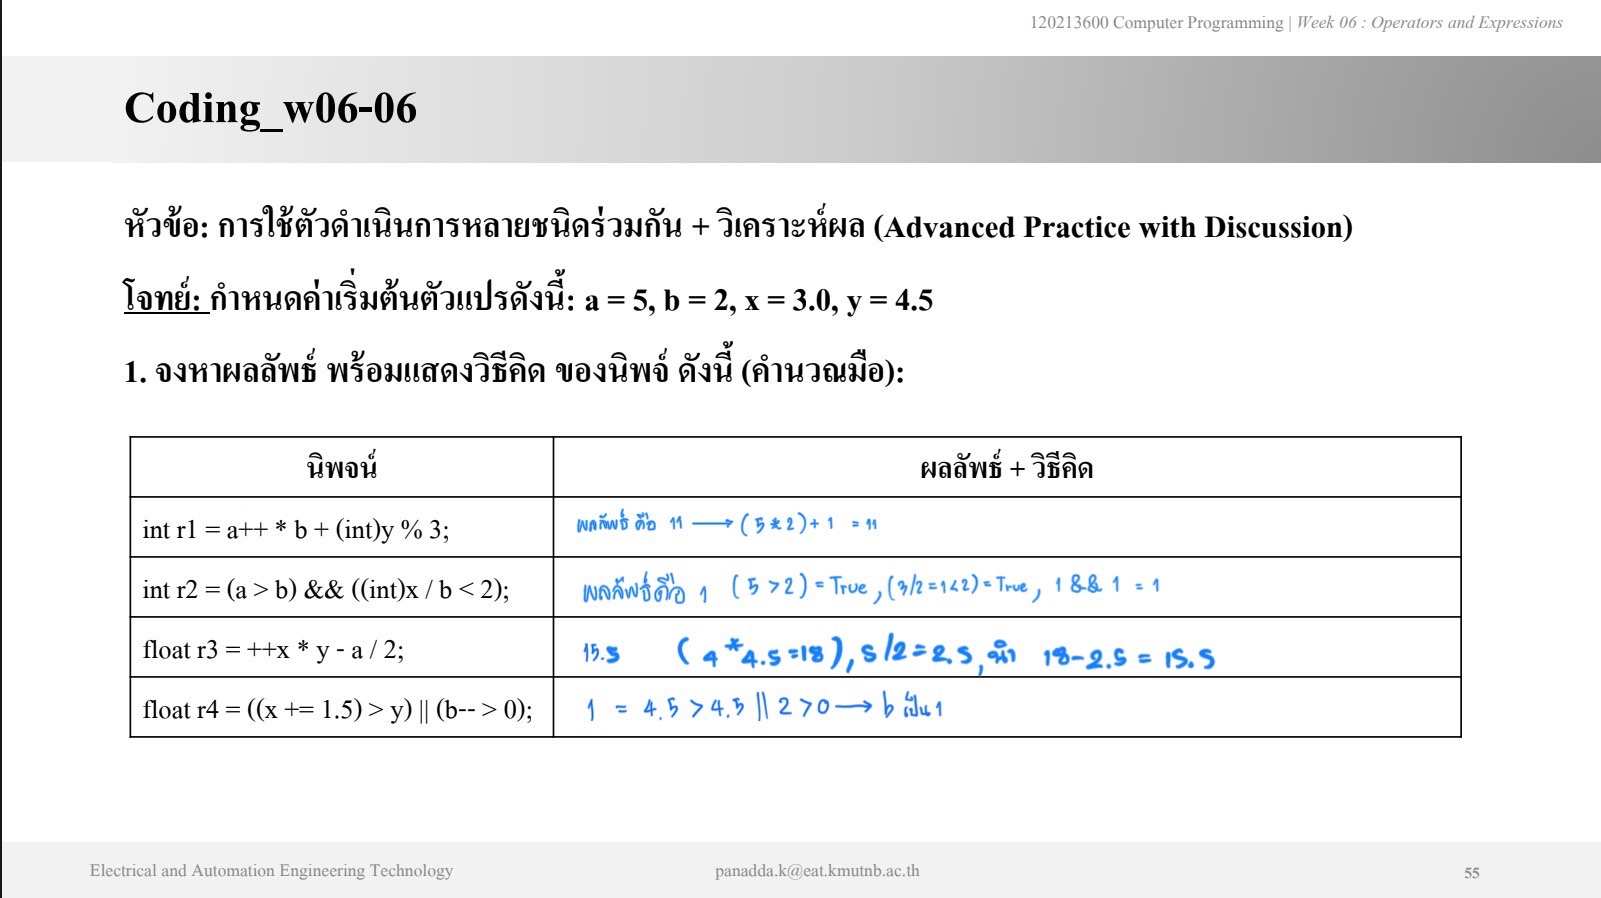 120213600 Computer Programming | Week 06 : Operators and Expressions
Coding_w06-06
หัวข้อ: การใช้ตัวดำเนินการหลายชนิดร่วมกัน + วิเคราะห์ผล (Advanced Practice with Discussion)
โจทย์: กำหนดค่าเริ่มต้นตัวแปรดังนี้: a = 5, b = 2, x = 3.0, y = 4.5
1. จงหาผลลัพธ์ พร้อมแสดงวิธีคิด ของนิพจ์ ดังนี้ (คำนวณมือ):
นิพจน์ ผลลัพธ์ + วิธีคิด
int r1 = a++ * b + (int)y % 3; ผลลัพธ์ คือ 11 → (5*2)+1 = 11
int r2 = (a > b) && ((int)x / b < 2); ผลลัพธ์คือ 1 (5 >2) = True , (3/2=1<2) = True , 1 && 1 = 1
float r3 = ++x * y - a / 2; 15.5 (4*4.5=18), 5/2=2.5, นำ 18-2.5 = 15.5
float r4 = ((x += 1.5) > y) || (b-- > 0); 1 = 4.5 > 4.5 || 2 >0 → b เป็น 1
Electrical and Automation Engineering Technology panadda.k@eat.kmutnb.ac.th 55